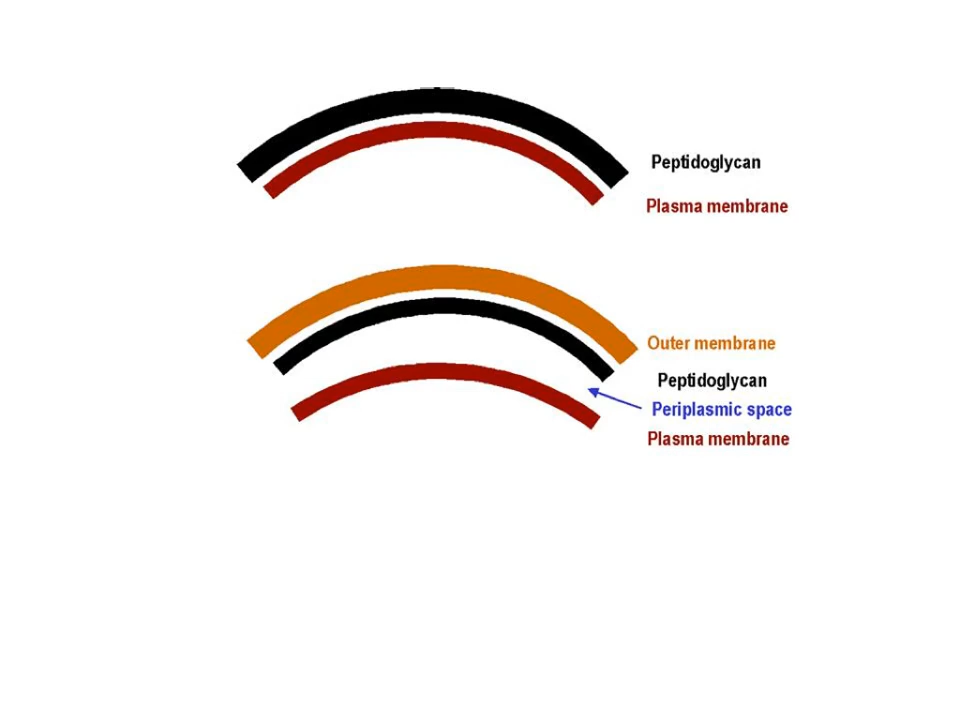 Peptidoglycan
Plasma membrane
Outer membrane
Peptidoglycan
Periplasmic space
Plasma membrane